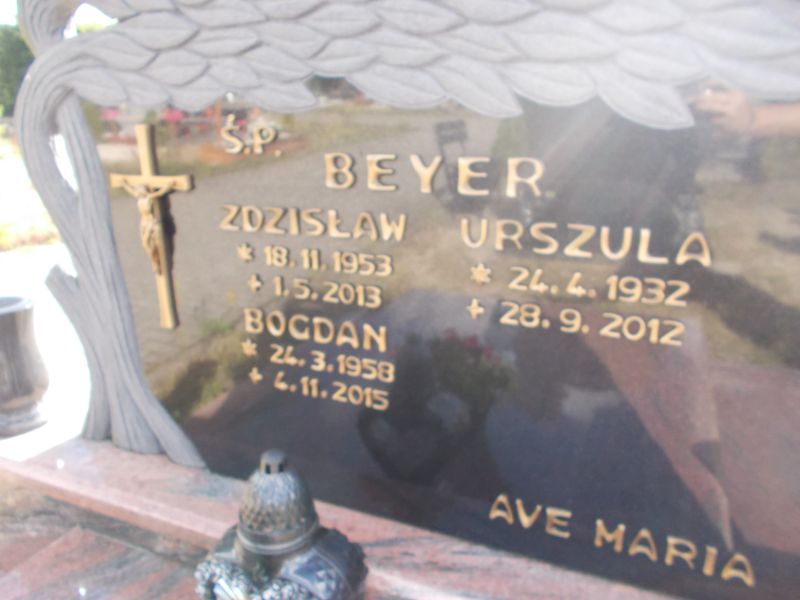 Ś.P.
BEYER
ZDZISŁAW
* 18.11.1953
+ 1.5.2013
BOGDAN
* 24.3.1958
+ 4.11.2015
URSZULA
* 24.4.1932
+ 28.9.2012
AVE MARIA